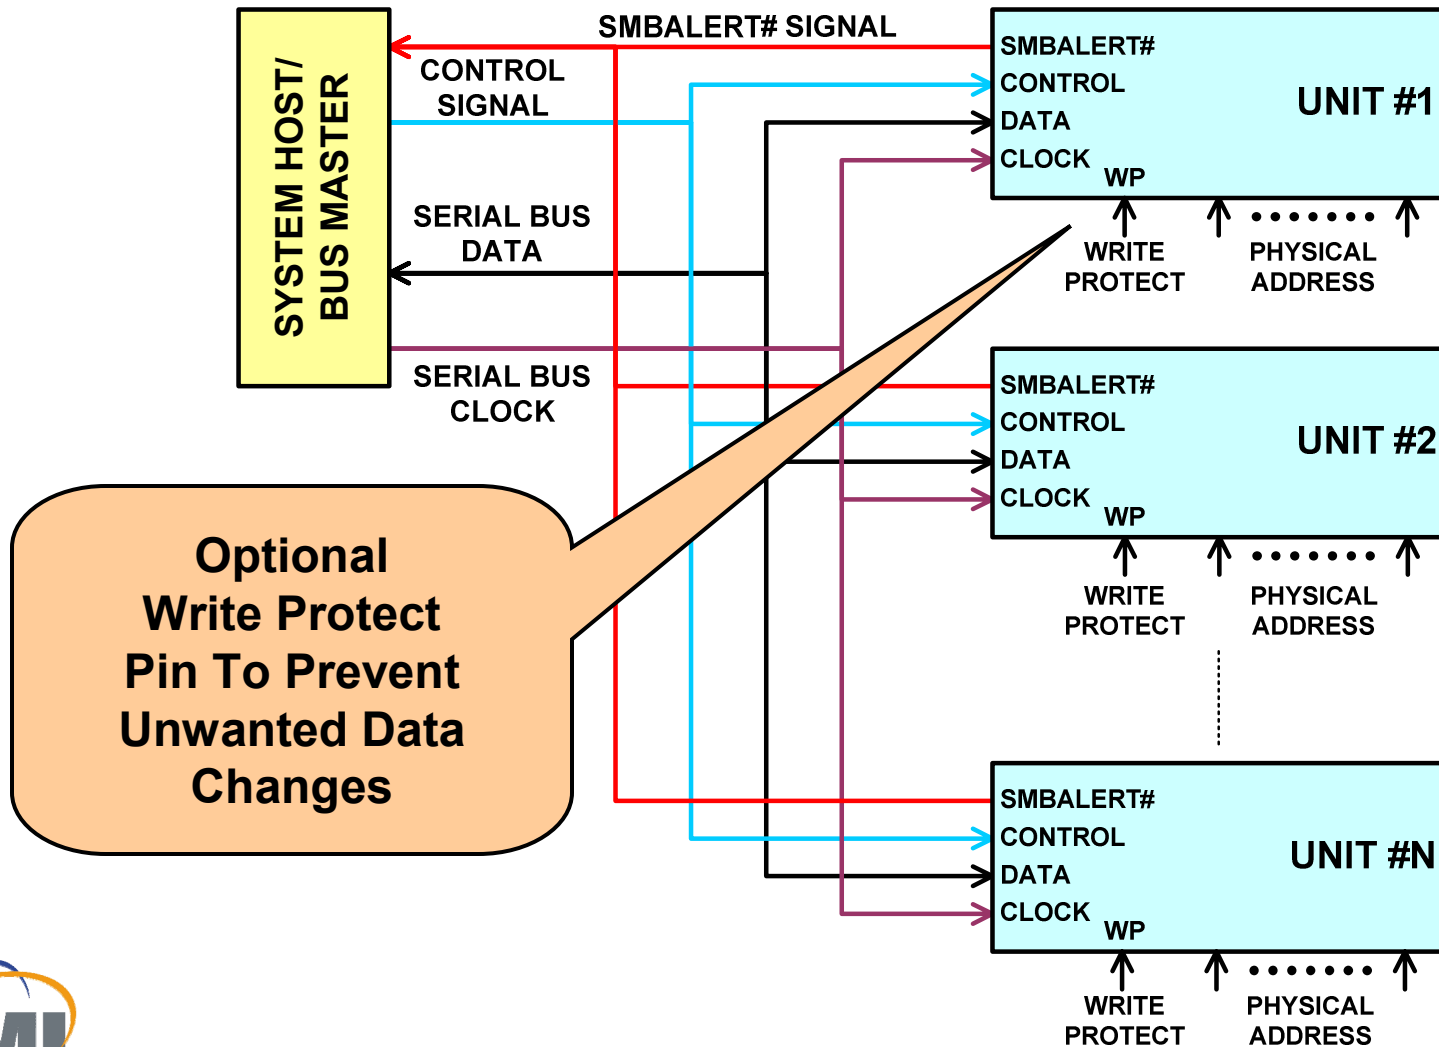 SMBALERT# SIGNAL
CONTROL
SIGNAL
SYSTEM HOST/
BUS MASTER
SERIAL BUS
DATA
SERIAL BUS
CLOCK
SMBALERT#
CONTROL
DATA
CLOCK
WP
UNIT #1
WRITE
PROTECT
PHYSICAL
ADDRESS
SMBALERT#
CONTROL
DATA
CLOCK
WP
UNIT #2
WRITE
PROTECT
PHYSICAL
ADDRESS
Optional
Write Protect
Pin To Prevent
Unwanted Data
Changes
SMBALERT#
CONTROL
DATA
CLOCK
WP
UNIT #N
WRITE
PROTECT
PHYSICAL
ADDRESS